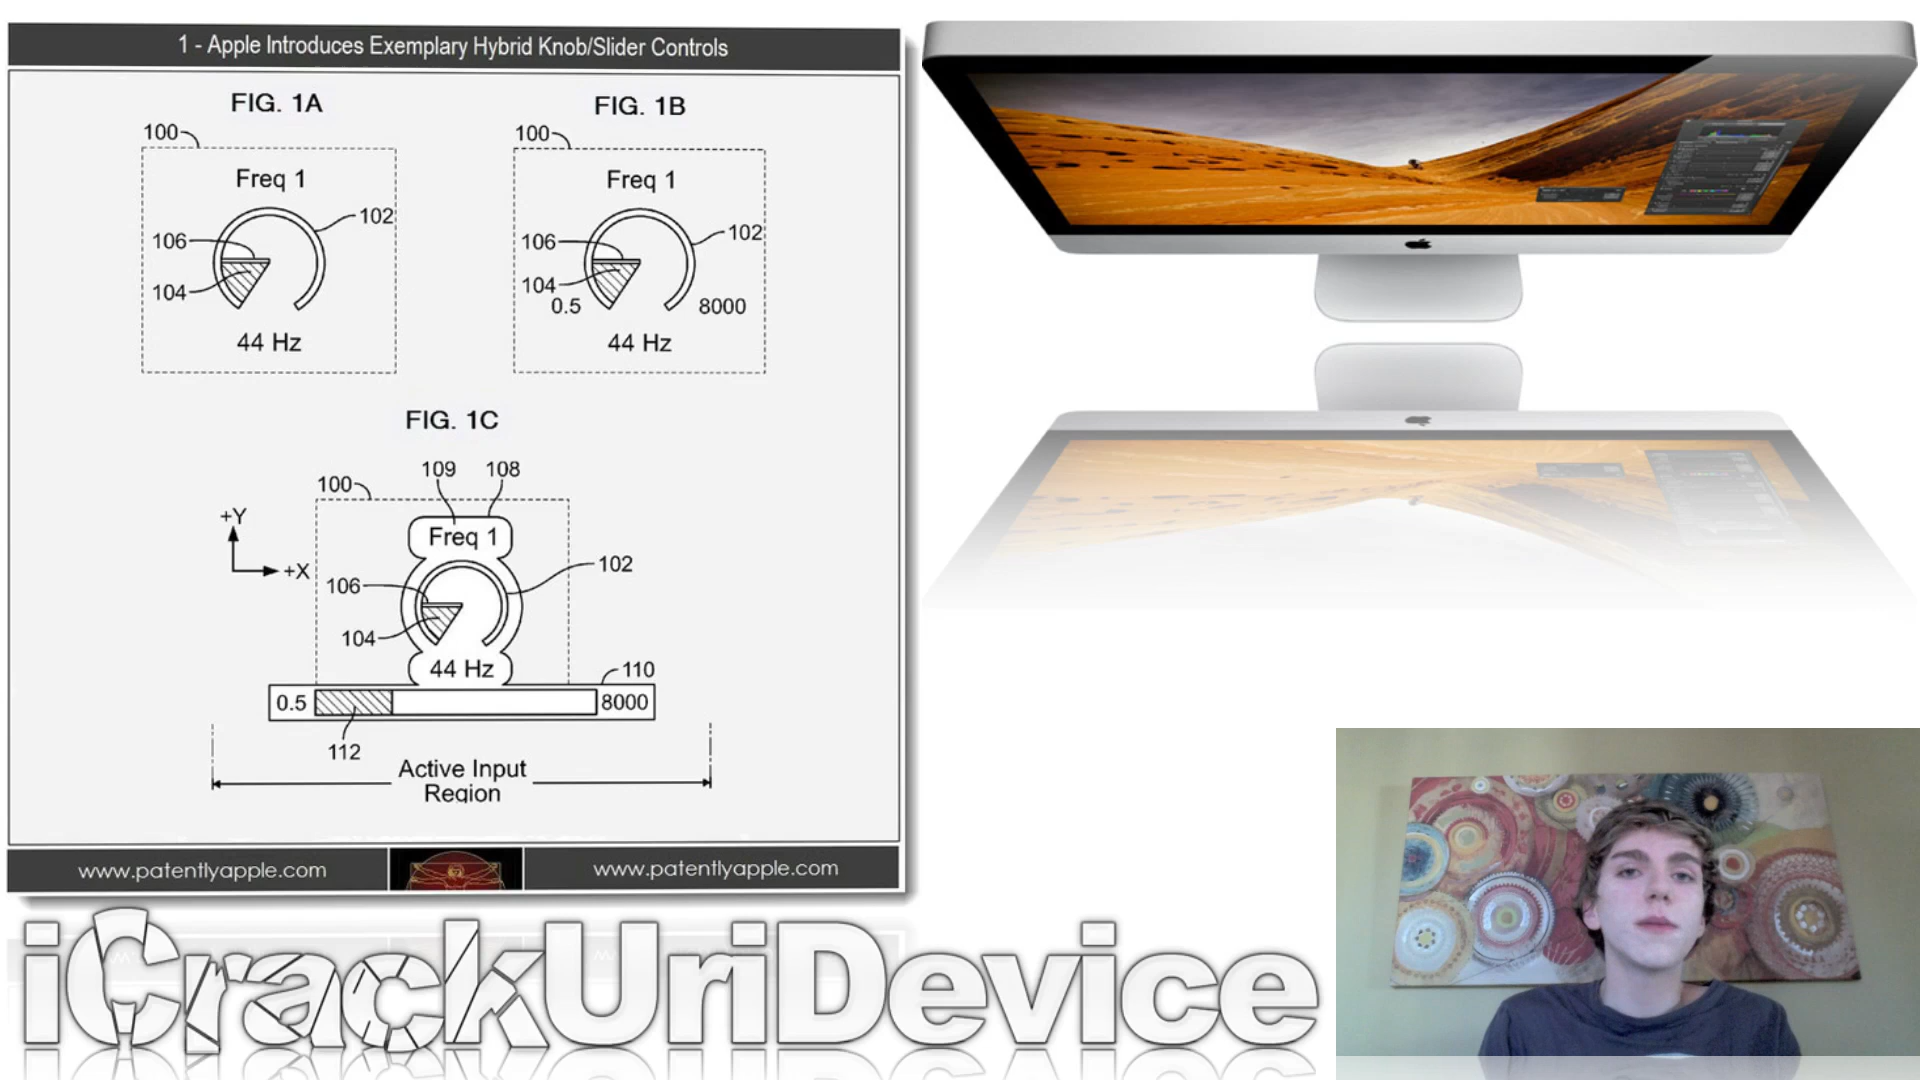 1 - Apple Introduces Exemplary Hybrid Knob/Slider Controls
FIG. 1A
100
Freq 1
102
106
104
44 Hz
FIG. 1B
100
Freq 1
102
106
104
0.5
8000
44 Hz
FIG. 1C
109
108
100
+Y
Freq 1
102
+X
106
104
44 Hz
110
0.5
8000
112
Active Input
Region
www.patentlyapple.com
www.patentlyapple.com
iCrackUriDevice